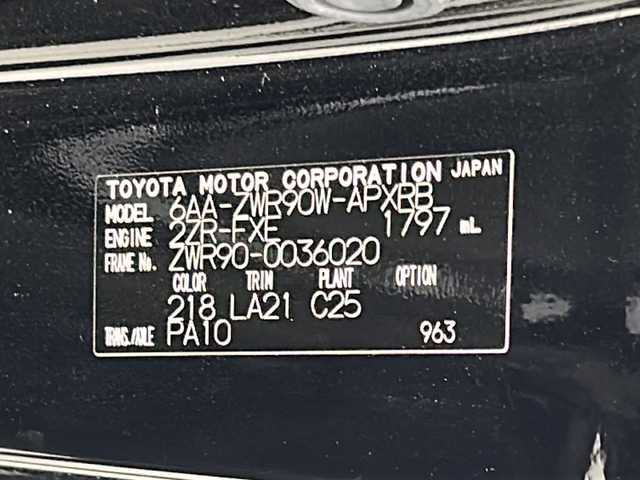 TOYOTA MOTOR CORPORATION JAPAN
MODEL 6AA-ZWR90W-APXRB
ENGINE 2ZR-FXE 1797 mL
FRAME No. ZWR90-0036020
COLOR TRIM PLANT OPTION
218 LA21 C25
TRNS./AXLE PA10 963